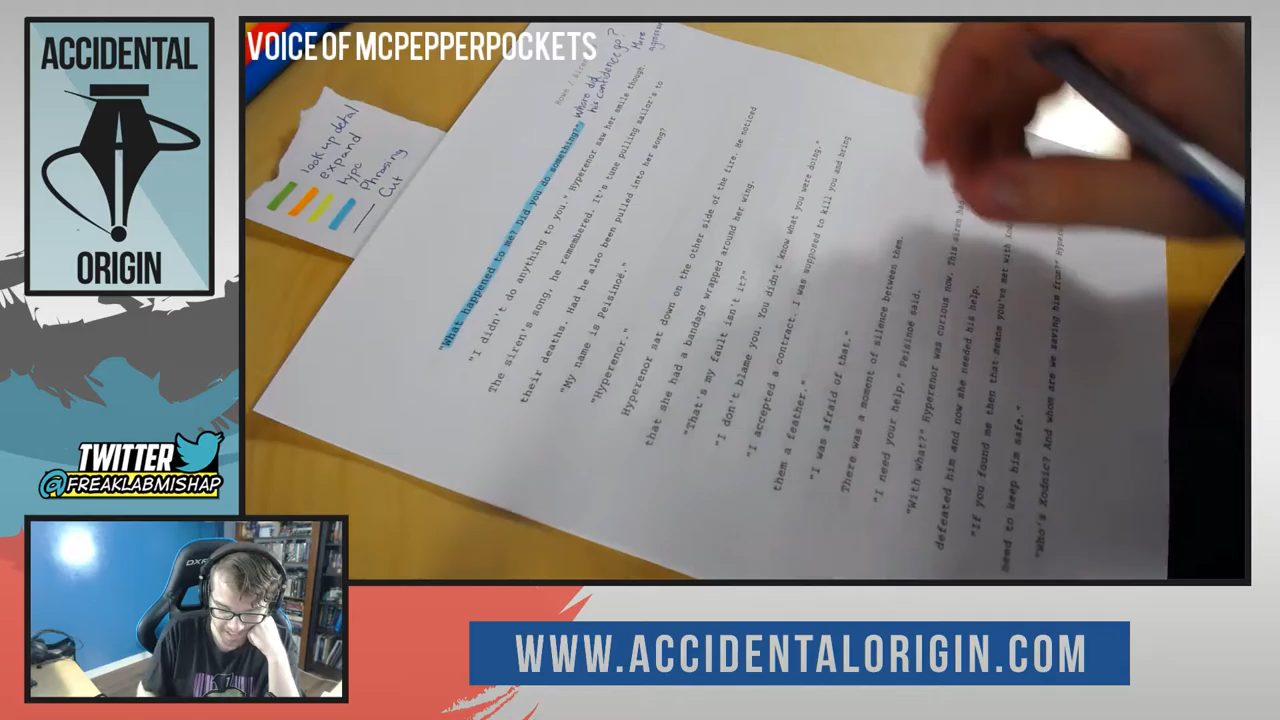 ACCIDENTAL
ORIGIN
VOICE OF MCPEPPERPOCKETS
look up detail
expand
typo
Phrasing
Cut
Where did
his confidence go?
More
"What happened to me? Did you do something?"
"I didn't do anything to you." Hyperenor saw her smile though.
The siren's song, he remembered. It's tune pulling sailor's to
their deaths. Had he also been pulled into her song?
"My name is Peisinoë."
"Hyperenor."
Hyperenor sat down on the other side of the fire. He noticed
that she had a bandage wrapped around her wing.
"That's my fault isn't it?"
"I don't blame you. You didn't know what you were doing."
"I accepted a contract. I was supposed to kill you and bring
them a feather."
"I was afraid of that."
There was a moment of silence between them.
"I need your help," Peisinoe said.
"With what?" Hyperenor was curious now. This siren had
defeated him and now she needed his help.
"If you found me then that means you've met with
need to keep him safe."
"Who's Xodnic? And whom are we saving him from?"
TWITTER
@FREAKLABMISHAP
DXR
WWW.ACCIDENTALORIGIN.COM